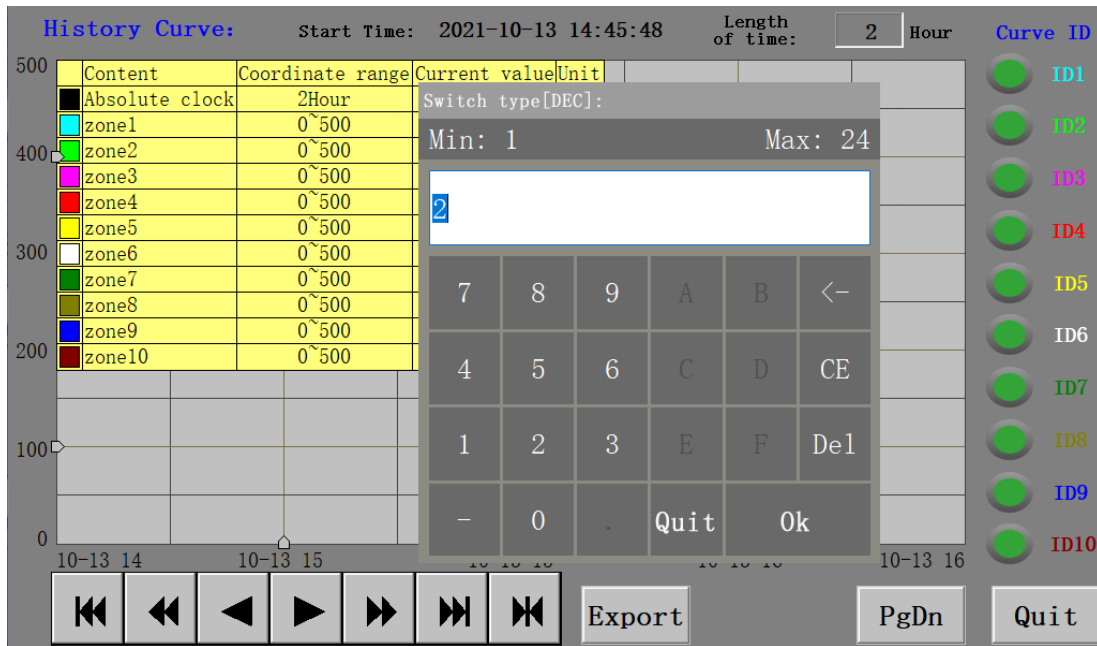 History Curve: Start Time: 2021-10-13 14:45:48 Length of time: 2 Hour Curve ID
500
Content Coordinate range Current value Unit
Absolute clock 2Hour
zone1 0~500
zone2 0~500
zone3 0~500
zone4 0~500
zone5 0~500
zone6 0~500
zone7 0~500
zone8 0~500
zone9 0~500
zone10 0~500
400
300
200
100
0
10-13 14 10-13 15 10-13 16
Switch type[DEC]:
Min: 1 Max: 24
2
7 8 9 A B <-
4 5 6 C D CE
1 2 3 E F Del
- 0 . Quit Ok
ID1
ID2
ID3
ID4
ID5
ID6
ID7
ID8
ID9
ID10
Export PgDn Quit